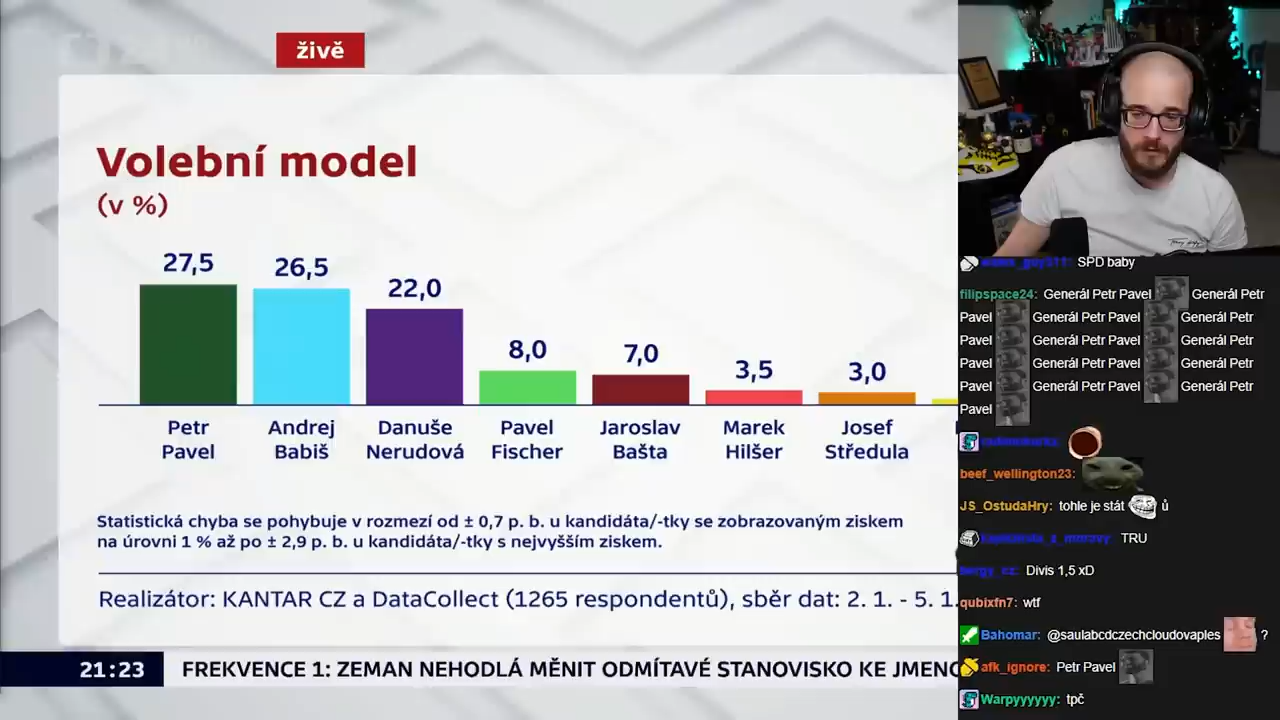 živě
Volební model
(v %)
27,5
26,5
22,0
8,0
7,0
3,5
3,0
Petr
Pavel
Andrej
Babiš
Danuše
Nerudová
Pavel
Fischer
Jaroslav
Bašta
Marek
Hilšer
Josef
Středula
Statistická chyba se pohybuje v rozmezí od ± 0,7 p. b. u kandidáta/-tky se zobrazovaným ziskem
na úrovni 1 % až po ± 2,9 p. b. u kandidáta/-tky s nejvyšším ziskem.
Realizátor: KANTAR CZ a DataCollect (1265 respondentů), sběr dat: 2. 1. - 5. 1.
21:23
FREKVENCE 1: ZEMAN NEHODLÁ MĚNIT ODMÍTAVÉ STANOVISKO KE JMENO
SPD baby
filipspace24: Generál Petr Pavel Generál Petr
Pavel Generál Petr Pavel Generál Petr
Pavel Generál Petr Pavel Generál Petr
Pavel Generál Petr Pavel Generál Petr
Pavel Generál Petr Pavel Generál Petr
Pavel
beef_wellington23:
JS_OstudaHry: tohle je stát ů
TRU
Divis 1,5 xD
qubixfn7: wtf
Bahomar: @saulabcdczechcloudovaples ?
afk_ignore: Petr Pavel
Warpyyyyyy: tpč